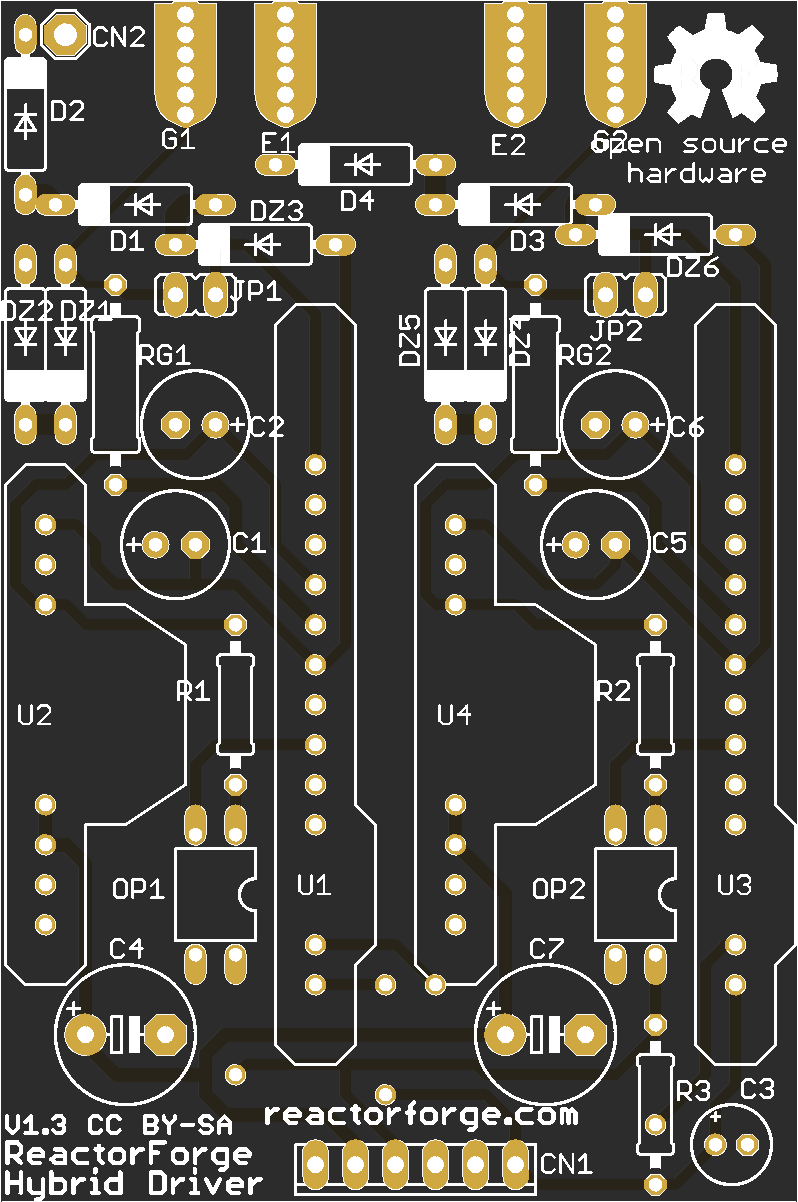 CN2
D2
G1
E1
E2
G2
open source
hardware
D4
D1
DZ3
D3
DZ6
DZ2
DZ1
JP1
RG1
C2
DZ5
DZ4
JP2
RG2
C6
+
+
C1
+
C5
+
R1
R2
U2
U4
OP1
U1
OP2
U3
C4
+
C7
+
R3
C3
+
V1.3 CC BY-SA
reactorforge.com
ReactorForge
Hybrid Driver
CN1